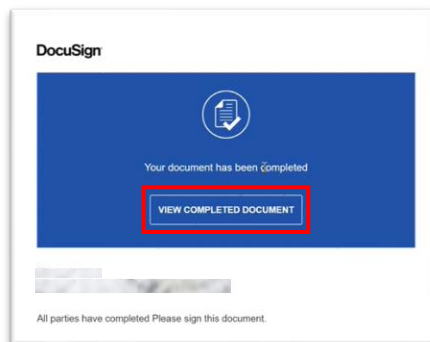 DocuSign
Your document has been completed
VIEW COMPLETED DOCUMENT
All parties have completed Please sign this document.